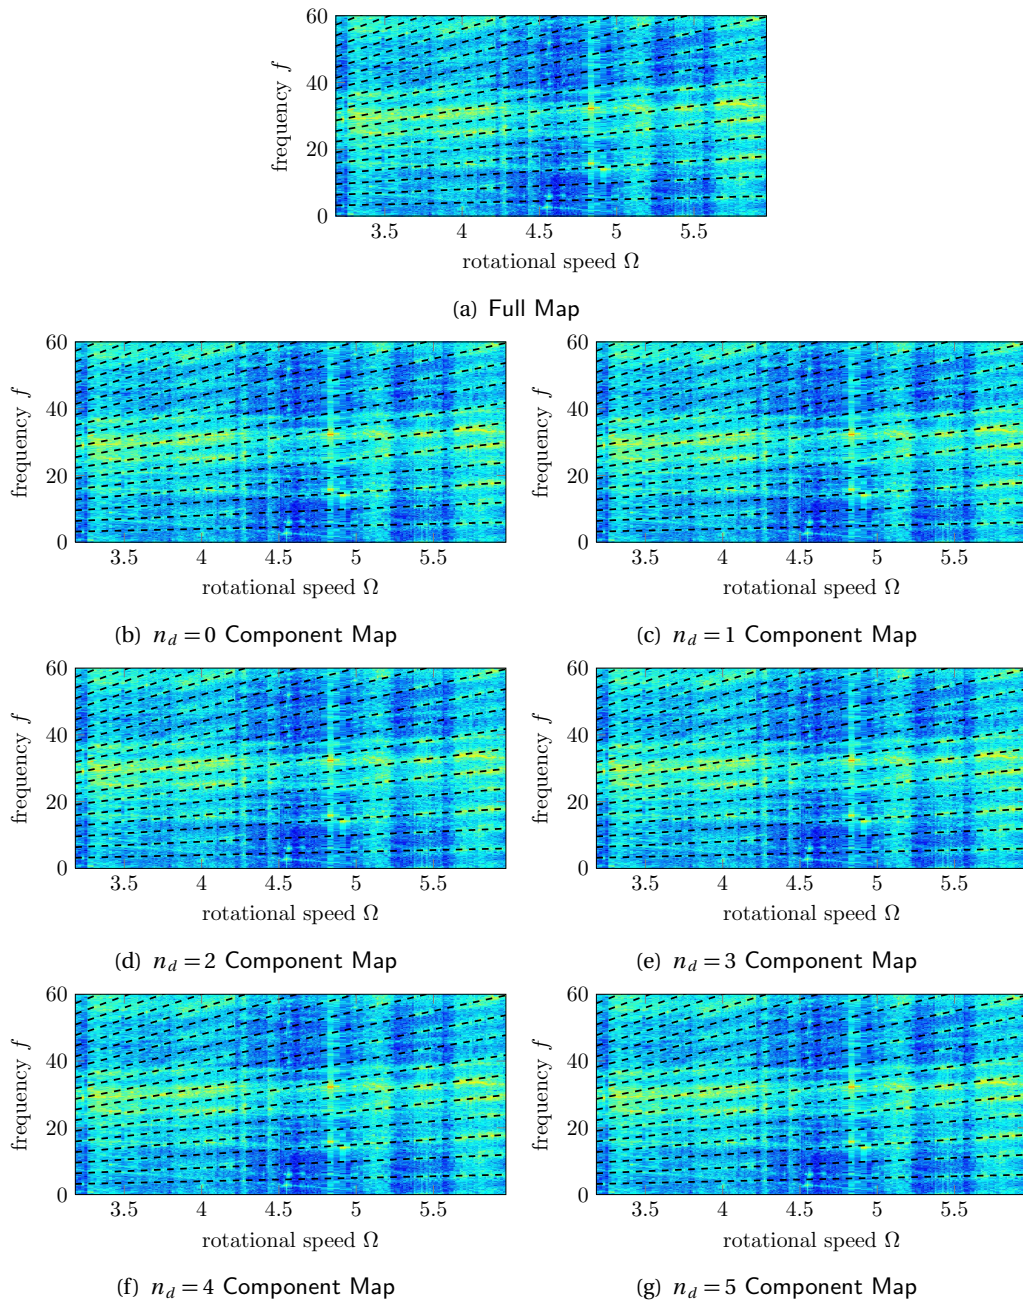 60
40
20
0
frequency f
3.5 4 4.5 5 5.5
rotational speed Ω
(a) Full Map
60
40
20
0
frequency f
3.5 4 4.5 5 5.5
rotational speed Ω
(b) n_d = 0 Component Map
60
40
20
0
frequency f
3.5 4 4.5 5 5.5
rotational speed Ω
(c) n_d = 1 Component Map
60
40
20
0
frequency f
3.5 4 4.5 5 5.5
rotational speed Ω
(d) n_d = 2 Component Map
60
40
20
0
frequency f
3.5 4 4.5 5 5.5
rotational speed Ω
(e) n_d = 3 Component Map
60
40
20
0
frequency f
3.5 4 4.5 5 5.5
rotational speed Ω
(f) n_d = 4 Component Map
60
40
20
0
frequency f
3.5 4 4.5 5 5.5
rotational speed Ω
(g) n_d = 5 Component Map